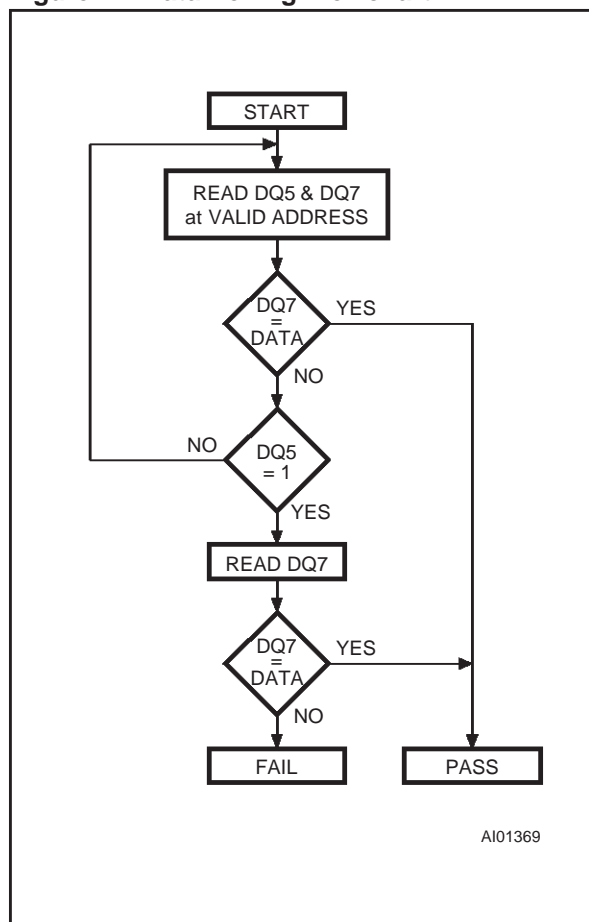 START
READ DQ5 & DQ7
at VALID ADDRESS
DQ7
=
DATA
YES
NO
NO
DQ5
= 1
YES
READ DQ7
DQ7
=
DATA
YES
NO
FAIL
PASS
AI01369